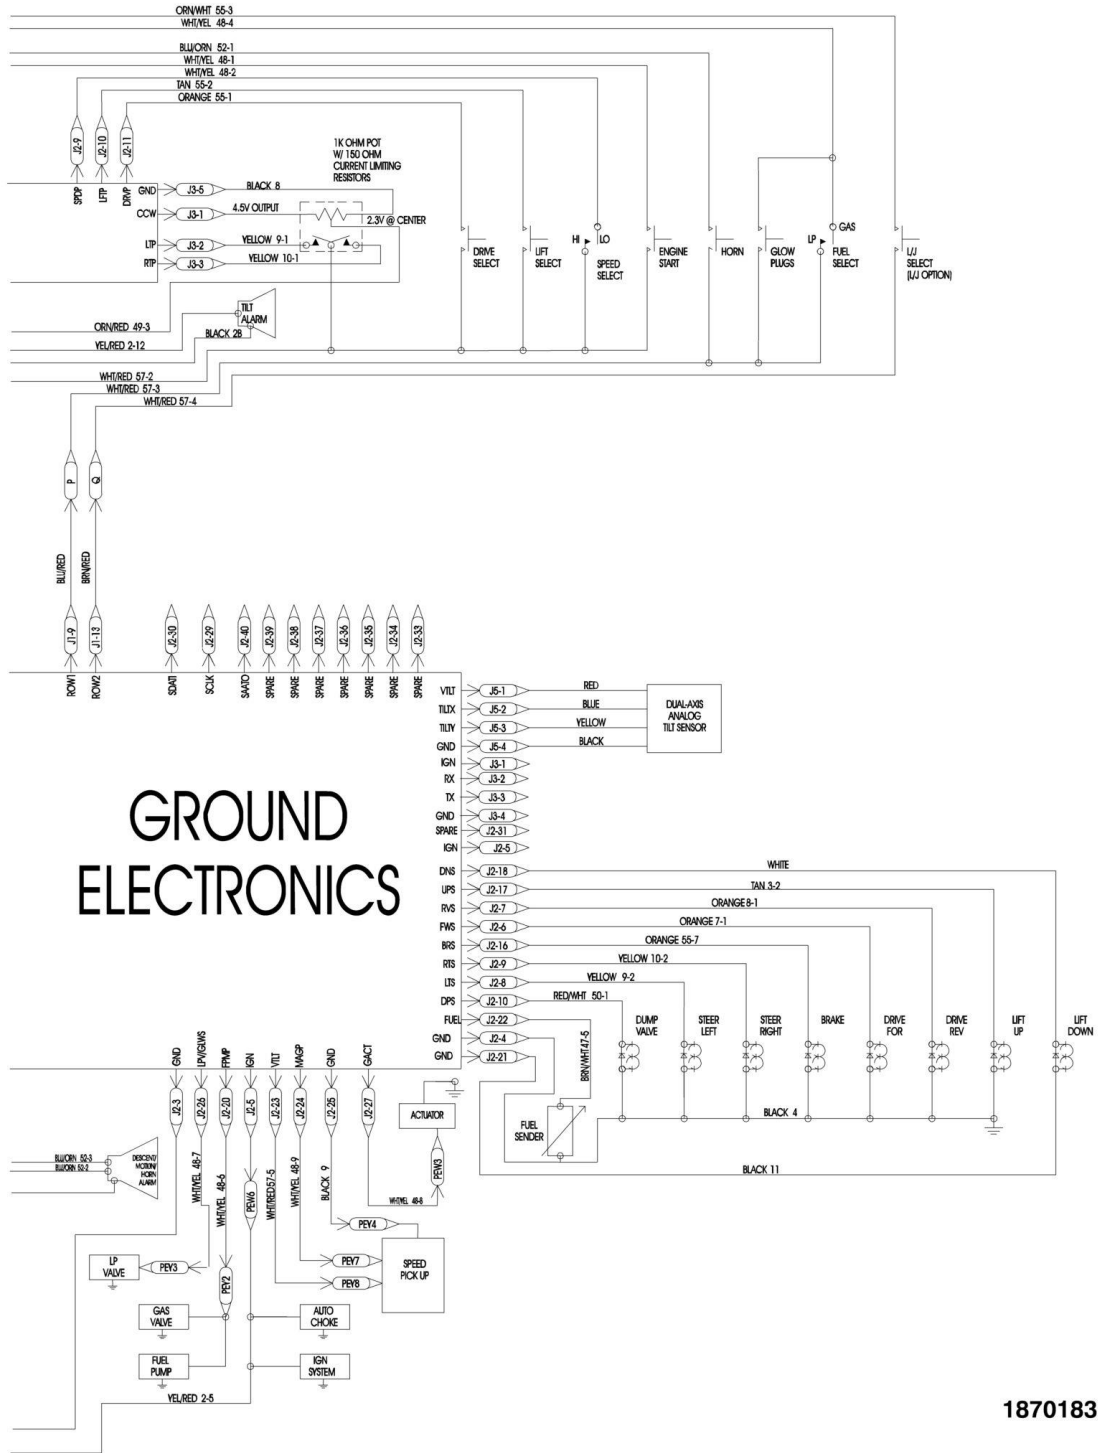 ORN/WHT 55-3
WHT/YEL 48-4
BLU/ORN 52-1
WHT/YEL 48-1
WHT/YEL 48-2
TAN 55-2
ORANGE 55-1
J2-9
J2-10
J2-11
SPDP
LFTP
DRVP
1K OHM POT
W/ 150 OHM
CURRENT LIMITING
RESISTORS
GND
J3-5
BLACK 8
CCW
J3-1
4.5V OUTPUT
2.3V @ CENTER
LTP
J3-2
YELLOW 9-1
RTP
J3-3
YELLOW 10-1
DRIVE
SELECT
LIFT
SELECT
HI
LO
SPEED
SELECT
ENGINE
START
HORN
GLOW
PLUGS
LP
GAS
FUEL
SELECT
L/J
SELECT
(L/J OPTION)
TILT
ALARM
ORN/RED 49-3
BLACK 2B
YEL/RED 2-12
WHT/RED 57-2
WHT/RED 57-3
WHT/RED 57-4
P
Q
BLU/RED
BRN/RED
J1-9
J1-13
J2-30
J2-29
J2-40
J2-39
J2-38
J2-37
J2-36
J2-35
J2-34
J2-33
ROW1
ROW2
SDATI
SCLK
SAATO
SPARE
SPARE
SPARE
SPARE
SPARE
SPARE
SPARE
GROUND
ELECTRONICS
VTLT
J5-1
RED
TILTX
J5-2
BLUE
TILTY
J5-3
YELLOW
GND
J5-4
BLACK
DUAL-AXIS
ANALOG
TILT SENSOR
IGN
J3-1
RX
J3-2
TX
J3-3
GND
J3-4
SPARE
J2-31
IGN
J2-5
DNS
J2-18
WHITE
UPS
J2-17
TAN 3-2
RVS
J2-7
ORANGE 8-1
FWS
J2-6
ORANGE 7-1
BRS
J2-16
ORANGE 55-7
RTS
J2-9
YELLOW 10-2
LTS
J2-8
YELLOW 9-2
DPS
J2-10
RED/WHT 50-1
FUEL
J2-22
GND
J2-4
GND
J2-21
BRN/WHT 47-5
DUMP
VALVE
STEER
LEFT
STEER
RIGHT
BRAKE
DRIVE
FOR
DRIVE
REV
LIFT
UP
LIFT
DOWN
BLACK 4
FUEL
SENDER
BLACK 11
GND
LPV/GLWS
FPMP
IGN
VTLT
MAGP
GND
GACT
J2-3
J2-26
J2-20
J2-5
J2-23
J2-24
J2-25
J2-27
ACTUATOR
PEW3
BLU/ORN 52-3
BLU/ORN 52-2
DESCENT/
MOTION/
HORN
ALARM
WHT/YEL 48-7
WHT/YEL 48-6
PEW6
WHT/RED 57-5
WHT/YEL 48-9
BLACK 9
WHT/YEL 48-8
PEY4
PEY7
PEY8
SPEED
PICK UP
LP
VALVE
PEY3
PEY2
GAS
VALVE
AUTO
CHOKE
FUEL
PUMP
IGN
SYSTEM
YEL/RED 2-5
1870183